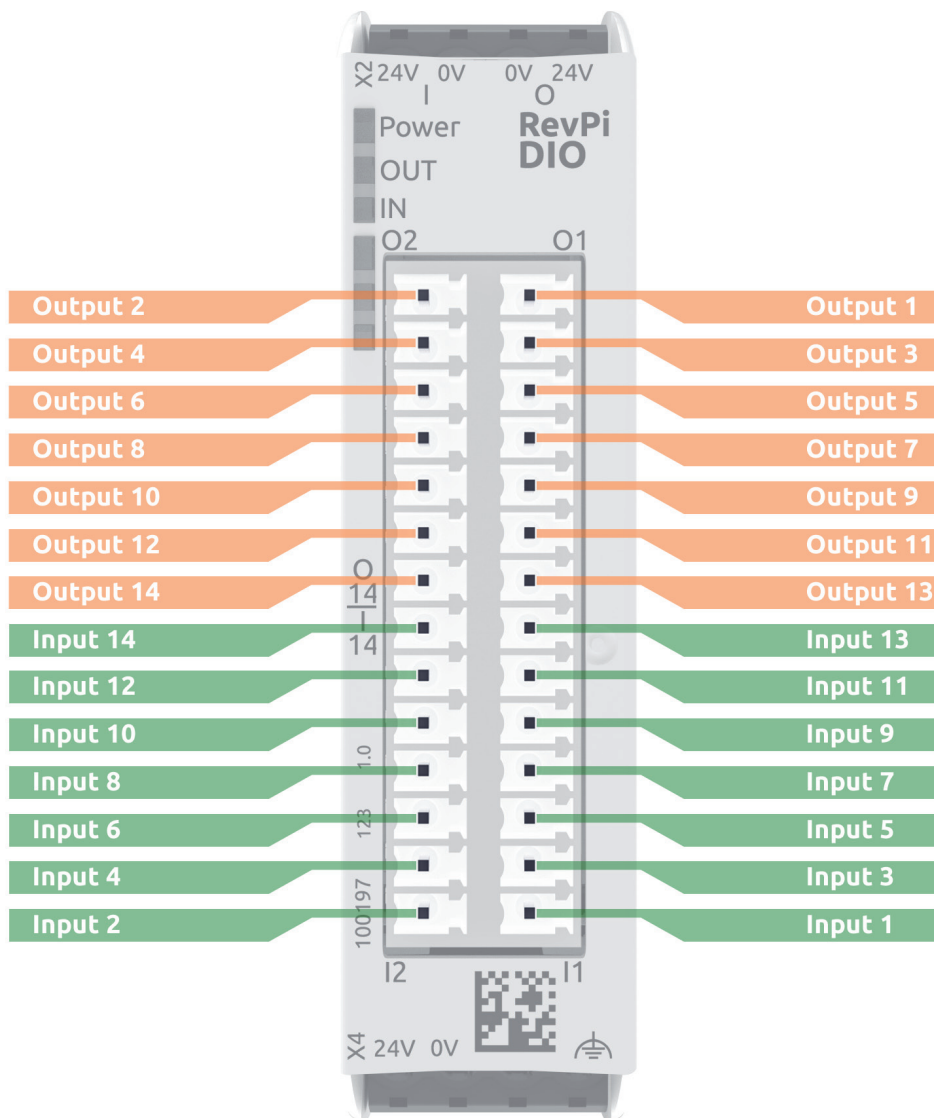 X2 24V 0V 0V 24V
I O
Power RevPi
OUT DIO
IN
O2 O1
Output 2 Output 1
Output 4 Output 3
Output 6 Output 5
Output 8 Output 7
Output 10 Output 9
Output 12 Output 11
O
Output 14 14 Output 13
I
Input 14 14 Input 13
Input 12 Input 11
Input 10 Input 9
1.0
Input 8 Input 7
123
Input 6 Input 5
Input 4 Input 3
100197
Input 2 Input 1
I2 I1
X4 24V 0V